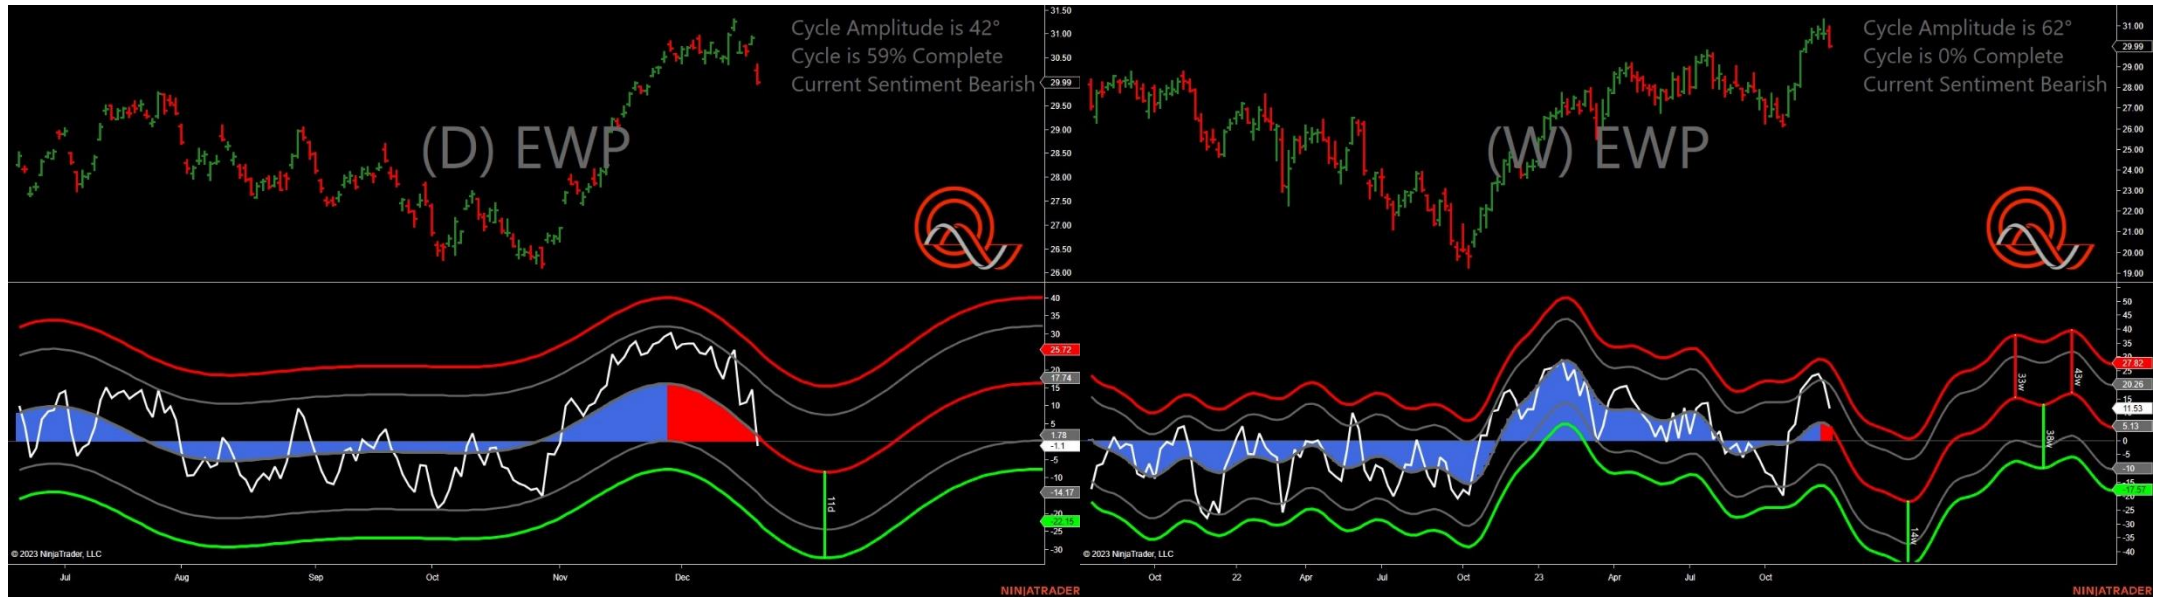 (D) EWP
Cycle Amplitude is 42°
Cycle is 59% Complete
Current Sentiment Bearish
31.50
31.00
30.50
29.99
29.50
29.00
28.50
28.00
27.50
27.00
26.50
26.00
40
35
30
25.72
20
17.74
15
10
5
1.78
-1.1
-5
-10
-14.17
-20
-22.15
-25
-30
11d
© 2023 NinjaTrader, LLC
Jul
Aug
Sep
Oct
Nov
Dec
NINJATRADER
(W) EWP
Cycle Amplitude is 62°
Cycle is 0% Complete
Current Sentiment Bearish
31.00
29.99
29.00
28.00
27.00
26.00
25.00
24.00
23.00
22.00
21.00
20.00
19.00
50
45
40
35
30
27.82
25
20.26
15
11.53
5.13
0
-5
-10
-17.57
-20
-25
-30
-35
-40
14w
33w
38w
43w
© 2023 NinjaTrader, LLC
Oct
22
Apr
Jul
Oct
23
Apr
Jul
Oct
NINJATRADER